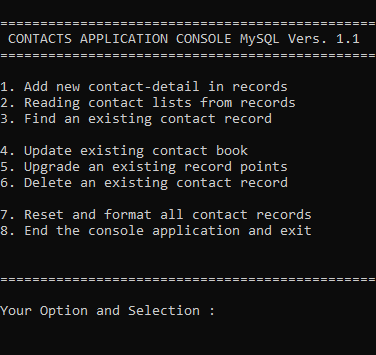 ===============================================
CONTACTS APPLICATION CONSOLE MySQL Vers. 1.1
===============================================
1. Add new contact-detail in records
2. Reading contact lists from records
3. Find an existing contact record
4. Update existing contact book
5. Upgrade an existing record points
6. Delete an existing contact record
7. Reset and format all contact records
8. End the console application and exit
===============================================
Your Option and Selection :